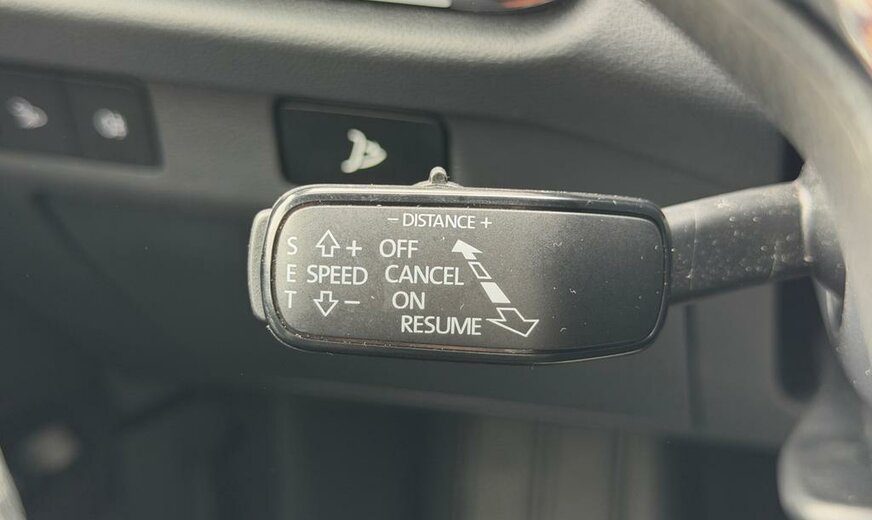 − DISTANCE +
S + OFF
E SPEED CANCEL
T − ON
RESUME